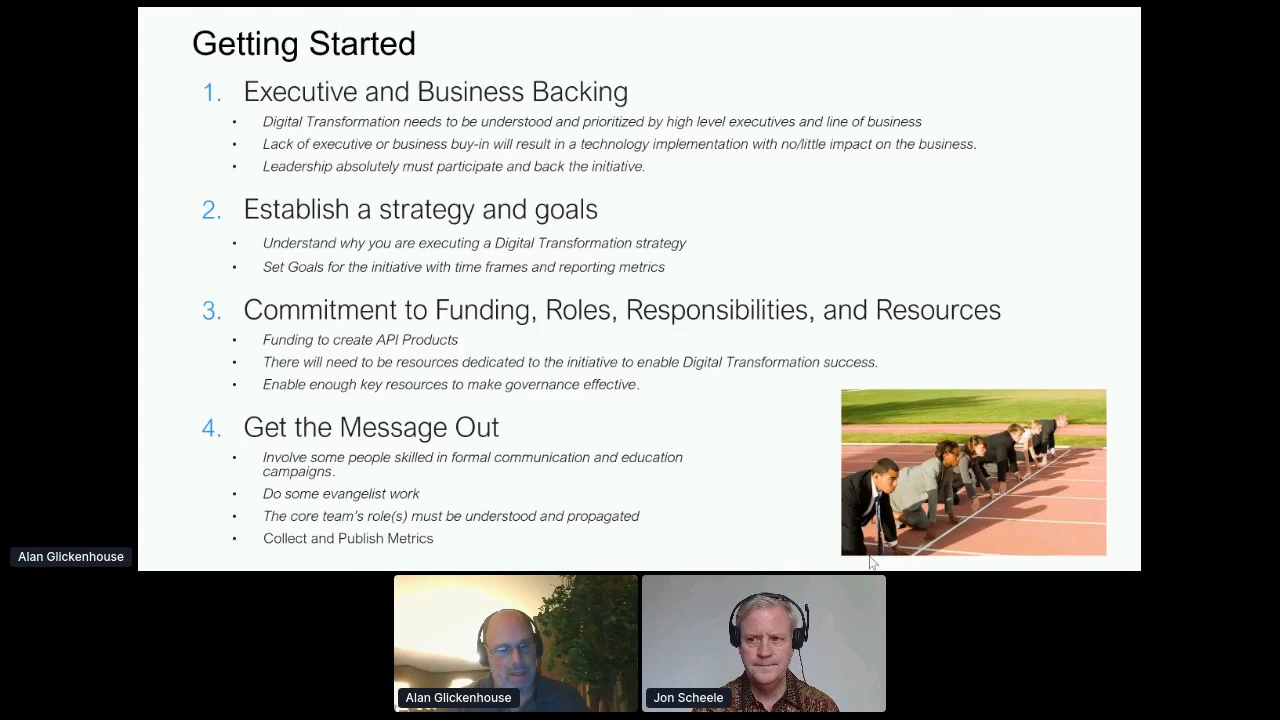 Getting Started
1. Executive and Business Backing
• Digital Transformation needs to be understood and prioritized by high level executives and line of business
• Lack of executive or business buy-in will result in a technology implementation with no/little impact on the business.
• Leadership absolutely must participate and back the initiative.
2. Establish a strategy and goals
• Understand why you are executing a Digital Transformation strategy
• Set Goals for the initiative with time frames and reporting metrics
3. Commitment to Funding, Roles, Responsibilities, and Resources
• Funding to create API Products
• There will need to be resources dedicated to the initiative to enable Digital Transformation success.
• Enable enough key resources to make governance effective.
4. Get the Message Out
• Involve some people skilled in formal communication and education
campaigns.
• Do some evangelist work
• The core team's role(s) must be understood and propagated
• Collect and Publish Metrics
Alan Glickenhouse
Alan Glickenhouse
Jon Scheele